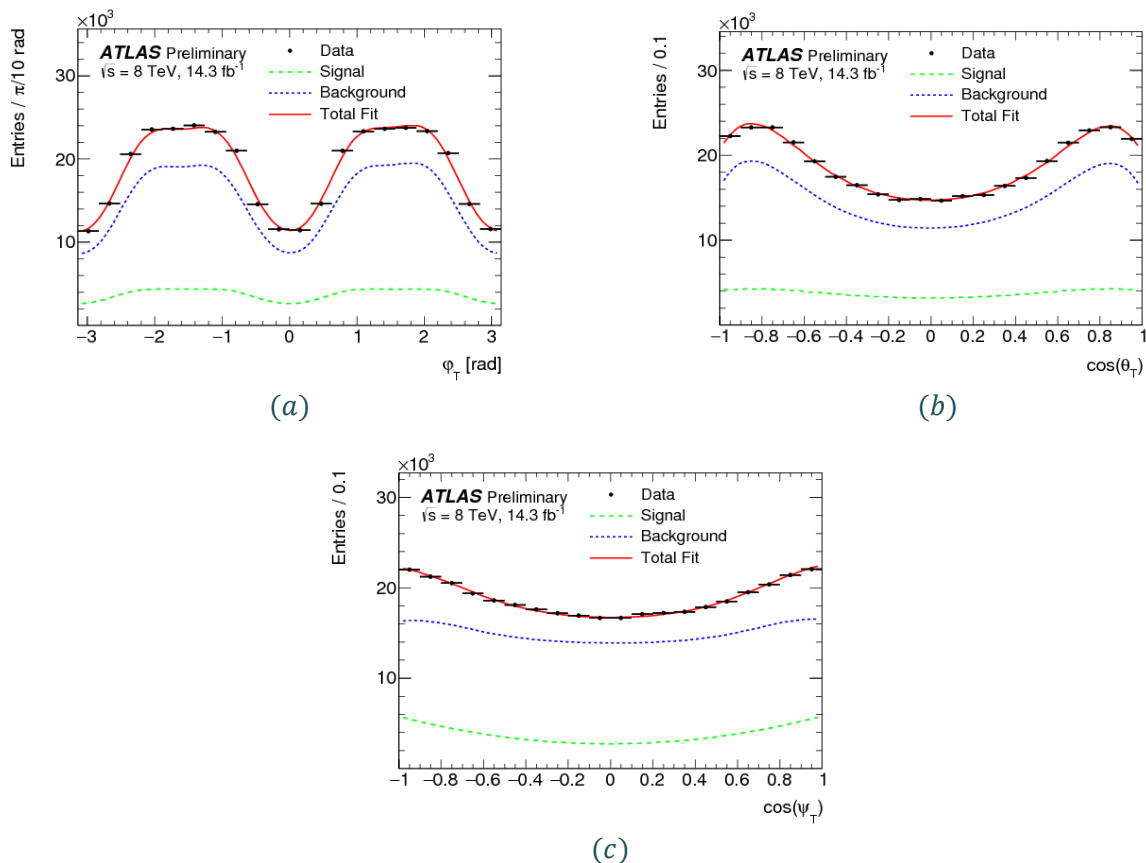 ×10³
Entries / π/10 rad
ATLAS Preliminary
√s = 8 TeV, 14.3 fb⁻¹
Data
Signal
Background
Total Fit
30
20
10
−3 −2 −1 0 1 2 3
φ_T [rad]
(a)
×10³
Entries / 0.1
ATLAS Preliminary
√s = 8 TeV, 14.3 fb⁻¹
Data
Signal
Background
Total Fit
30
20
10
−1 −0.8 −0.6 −0.4 −0.2 0 0.2 0.4 0.6 0.8 1
cos(θ_T)
(b)
×10³
Entries / 0.1
ATLAS Preliminary
√s = 8 TeV, 14.3 fb⁻¹
Data
Signal
Background
Total Fit
30
20
10
−1 −0.8 −0.6 −0.4 −0.2 0 0.2 0.4 0.6 0.8 1
cos(ψ_T)
(c)